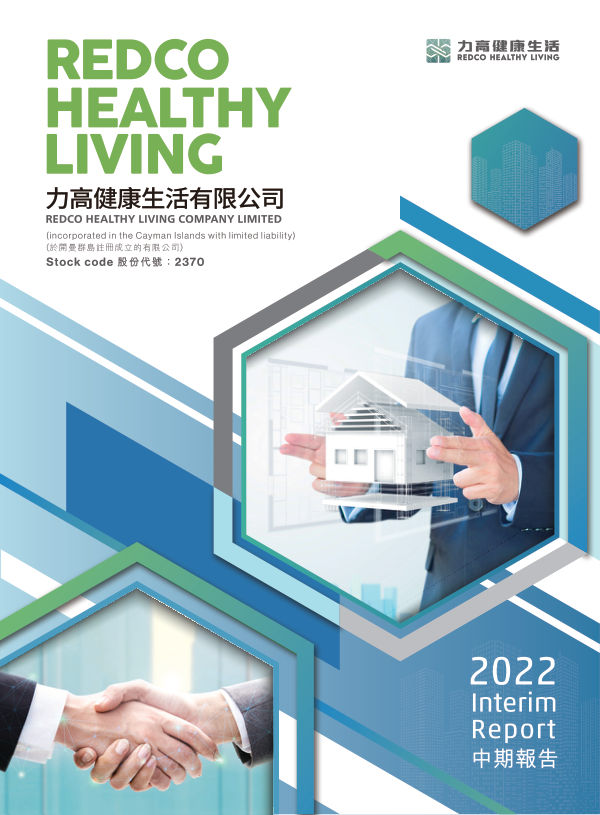 REDCO
HEALTHY
LIVING
力高健康生活
REDCO HEALTHY LIVING
力高健康生活有限公司
REDCO HEALTHY LIVING COMPANY LIMITED
(incorporated in the Cayman Islands with limited liability)
(於開曼群島註冊成立的有限公司)
Stock code 股份代號：2370
2022
Interim
Report
中期報告